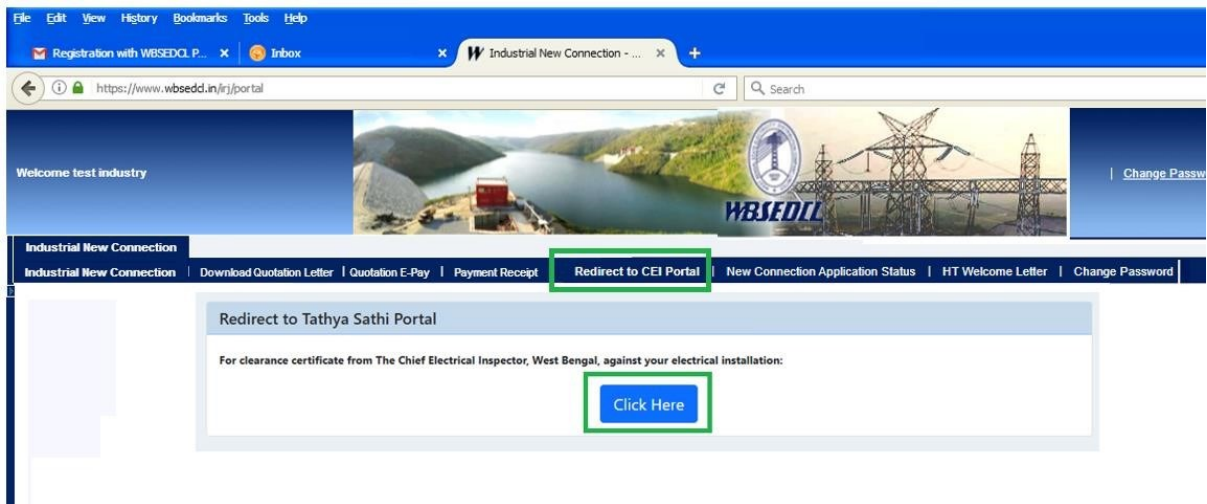 File Edit View History Bookmarks Tools Help
Registration with WBSEDCL P... × Inbox × W Industrial New Connection - ... × +
https://www.wbsedcl.in/irj/portal Search
Welcome test industry
WBSEDCL
| Change Passw
Industrial New Connection
Industrial New Connection | Download Quotation Letter | Quotation E-Pay | Payment Receipt Redirect to CEI Portal | New Connection Application Status | HT Welcome Letter | Change Password
Redirect to Tathya Sathi Portal
For clearance certificate from The Chief Electrical Inspector, West Bengal, against your electrical installation:
Click Here